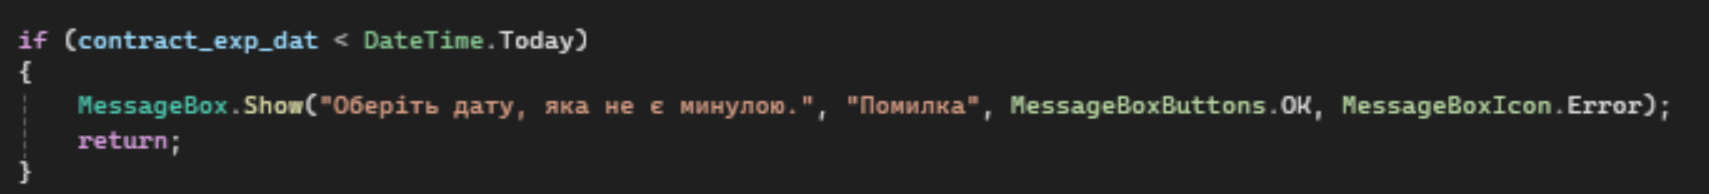 if (contract_exp_dat < DateTime.Today)
{
MessageBox.Show("Оберіть дату, яка не є минулою.", "Помилка", MessageBoxButtons.OK, MessageBoxIcon.Error);
return;
}